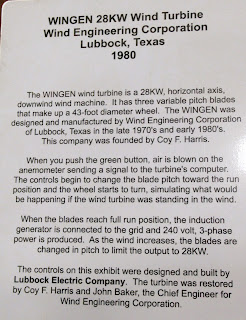 WINGEN 28KW Wind Turbine
Wind Engineering Corporation
Lubbock, Texas
1980
The WINGEN wind turbine is a 28KW, horizontal axis,
downwind wind machine. It has three variable pitch blades
that make up a 43-foot diameter wheel. The WINGEN was
designed and manufactured by Wind Engineering Corporation
of Lubbock, Texas in the late 1970's and early 1980's.
This company was founded by Coy F. Harris.
When you push the green button, air is blown on the
anemometer sending a signal to the turbine's computer.
The controls begin to change the blade pitch toward the run
position and the wheel starts to turn, simulating what would
be happening if the wind turbine was standing in the wind.
When the blades reach full run position, the induction
generator is connected to the grid and 240 volt, 3-phase
power is produced. As the wind increases, the blades are
changed in pitch to limit the output to 28KW.
The controls on this exhibit were designed and built by
Lubbock Electric Company. The turbine was restored
by Coy F. Harris and John Baker, the Chief Engineer for
Wind Engineering Corporation.